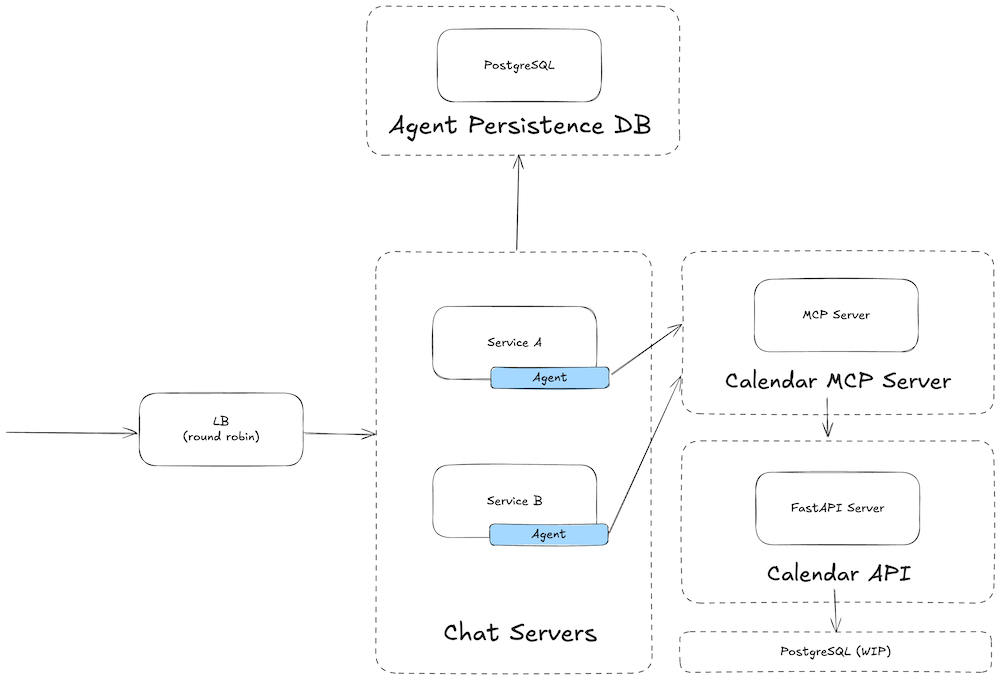 PostgreSQL
Agent Persistence DB
Service A
Agent
MCP Server
Calendar MCP Server
LB
(round robin)
Service B
Agent
FastAPI Server
Calendar API
Chat Servers
PostgreSQL (WIP)